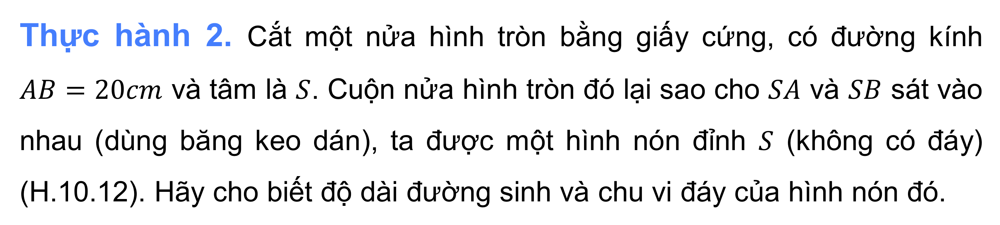 Thực hành 2. Cắt một nửa hình tròn bằng giấy cứng, có đường kính
AB = 20cm và tâm là S. Cuộn nửa hình tròn đó lại sao cho SA và SB sát vào
nhau (dùng băng keo dán), ta được một hình nón đỉnh S (không có đáy)
(H.10.12). Hãy cho biết độ dài đường sinh và chu vi đáy của hình nón đó.